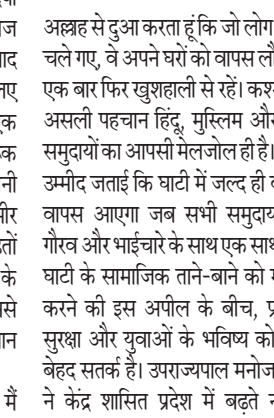 अल्लाह से दुआ करता हूं कि जो लोग
चले गए, वे अपने घरों को वापस
एक बार फिर खुशहाली से रहें।
असली पहचान हिंदू, मुस्लिम और
समुदायों का आपसी मेलजोल ही है।
उम्मीद जताई कि घाटी में जल्द ही
वापस आएगा जब सभी समुदाय
गौरव और भाईचारे के साथ एक साथ
घाटी के सामाजिक ताने-बाने को
करने की इस अपील के बीच,
सुरक्षा और युवाओं के भविष्य को
बेहद सतर्क है। उपराज्यपाल मनोज
में ने केंद्र शासित प्रदेश में बढ़ते